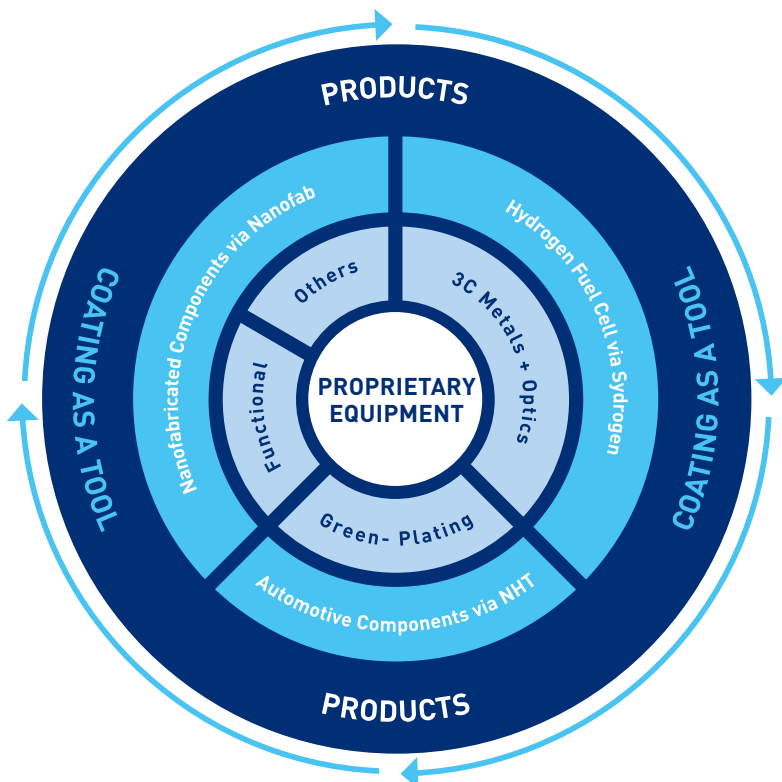 PRODUCTS
Nanofabricated Components via Nanofab
Hydrogen Fuel Cell via Sydrogen
Others
3C Metals + Optics
COATING AS A TOOL
COATING AS A TOOL
Functional
PROPRIETARY
EQUIPMENT
Green- Plating
Automotive Components via NHT
PRODUCTS